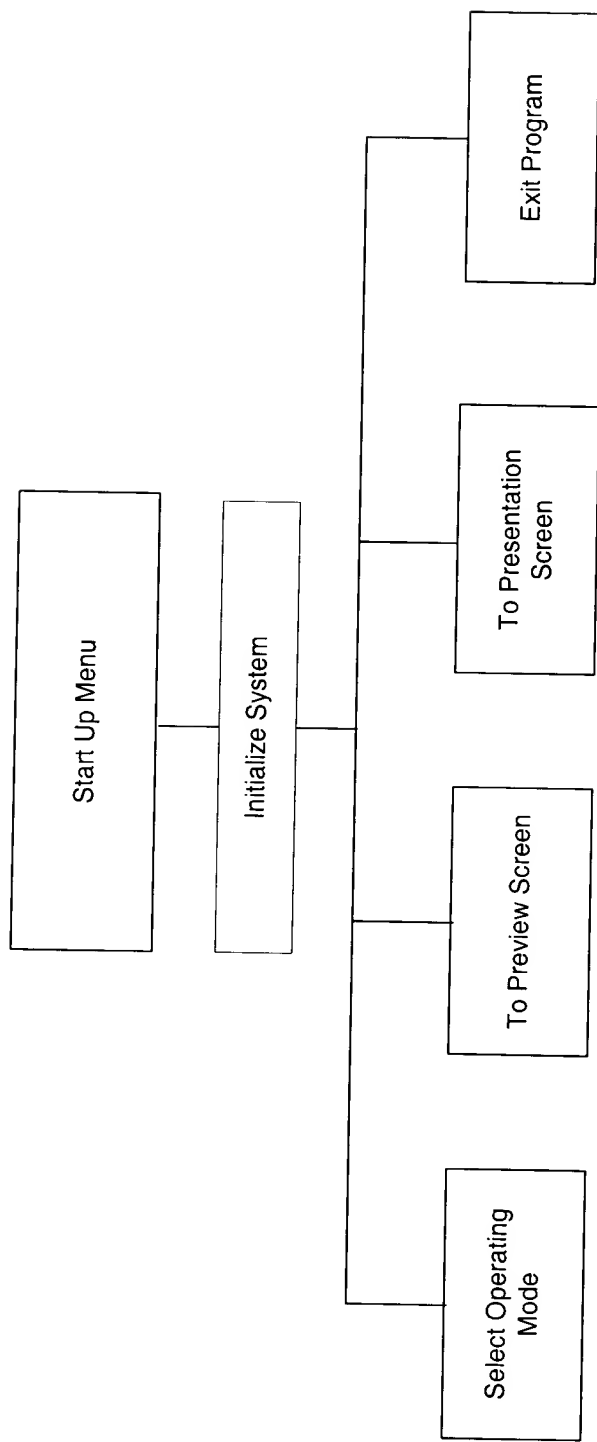 Start Up Menu
Initialize System
Select Operating
Mode
To Preview Screen
To Presentation
Screen
Exit Program